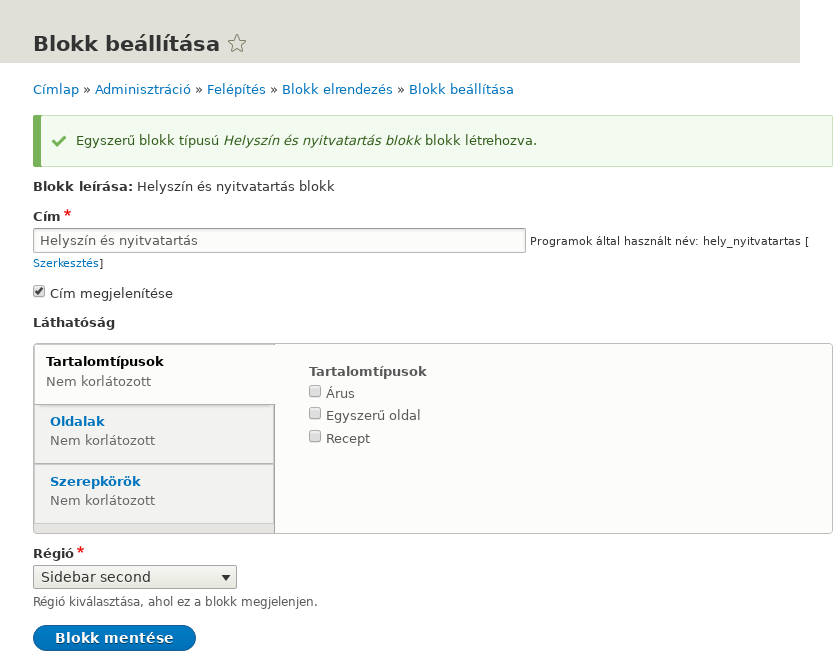 Blokk beállítása
Címlap » Adminisztráció » Felépítés » Blokk elrendezés » Blokk beállítása
Egyszerű blokk típusú Helyszín és nyitvatartás blokk blokk létrehozva.
Blokk leírása: Helyszín és nyitvatartás blokk
Cím *
Helyszín és nyitvatartás Programok által használt név: hely_nyitvatartas [
Szerkesztés]
Cím megjelenítése
Láthatóság
Tartalomtípusok
Nem korlátozott
Oldalak
Nem korlátozott
Szerepkörök
Nem korlátozott
Tartalomtípusok
Árus
Egyszerű oldal
Recept
Régió *
Sidebar second
Régió kiválasztása, ahol ez a blokk megjelenjen.
Blokk mentése